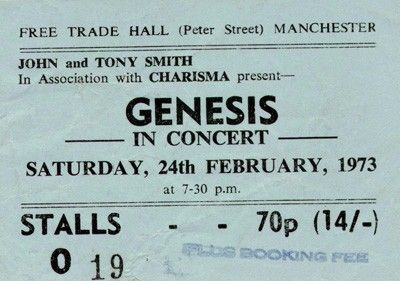 FREE TRADE HALL (Peter Street) MANCHESTER
JOHN and TONY SMITH
In Association with CHARISMA present—
GENESIS
IN CONCERT
SATURDAY, 24th FEBRUARY, 1973
at 7-30 p.m.
STALLS - - 70p (14/-)
O 19
PLUS BOOKING FEE